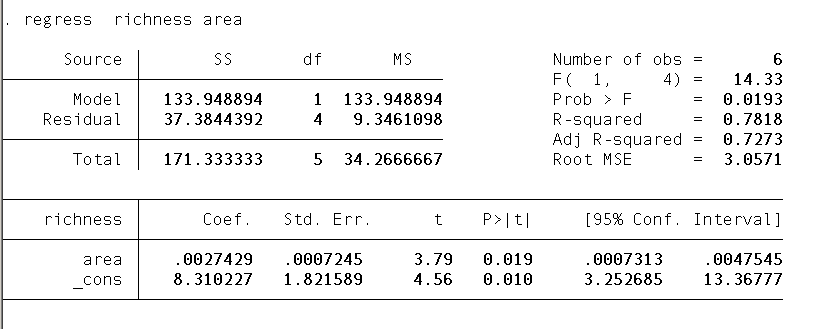 . regress richness area
Source SS df MS Number of obs = 6
F( 1, 4) = 14.33
Model 133.948894 1 133.948894 Prob > F = 0.0193
Residual 37.3844392 4 9.3461098 R-squared = 0.7818
Adj R-squared = 0.7273
Total 171.333333 5 34.2666667 Root MSE = 3.0571
richness Coef. Std. Err. t P>|t| [95% Conf. Interval]
area .0027429 .0007245 3.79 0.019 .0007313 .0047545
_cons 8.310227 1.821589 4.56 0.010 3.252685 13.36777